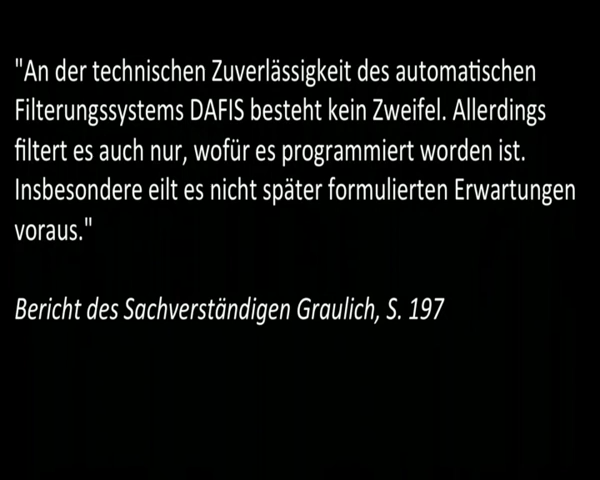 "An der technischen Zuverlässigkeit des automatischen
Filterungssystems DAFIS besteht kein Zweifel. Allerdings
filtert es auch nur, wofür es programmiert worden ist.
Insbesondere eilt es nicht später formulierten Erwartungen
voraus."
Bericht des Sachverständigen Graulich, S. 197